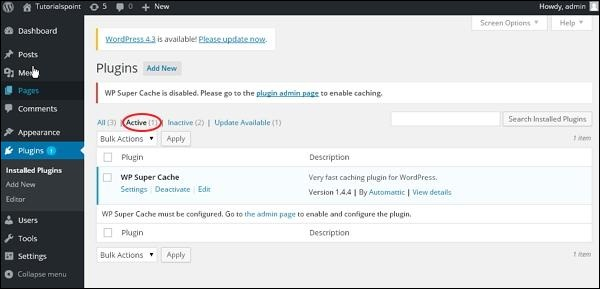 Tutorialspoint 5 0 + New Howdy, admin
Dashboard
Posts
Pages
Comments
Appearance
Plugins 1
Installed Plugins
Add New
Editor
Users
Tools
Settings
Collapse menu
Screen Options Help
WordPress 4.3 is available! Please update now.
Plugins Add New
WP Super Cache is disabled. Please go to the plugin admin page to enable caching.
All (3) | Active (1) | Inactive (2) | Update Available (1)
Search Installed Plugins
Bulk Actions Apply
1 item
Plugin Description
WP Super Cache Very fast caching plugin for WordPress.
Settings | Deactivate | Edit Version 1.4.4 | By Automattic | View details
WP Super Cache must be configured. Go to the admin page to enable and configure the plugin.
Plugin Description
Bulk Actions Apply
1 item